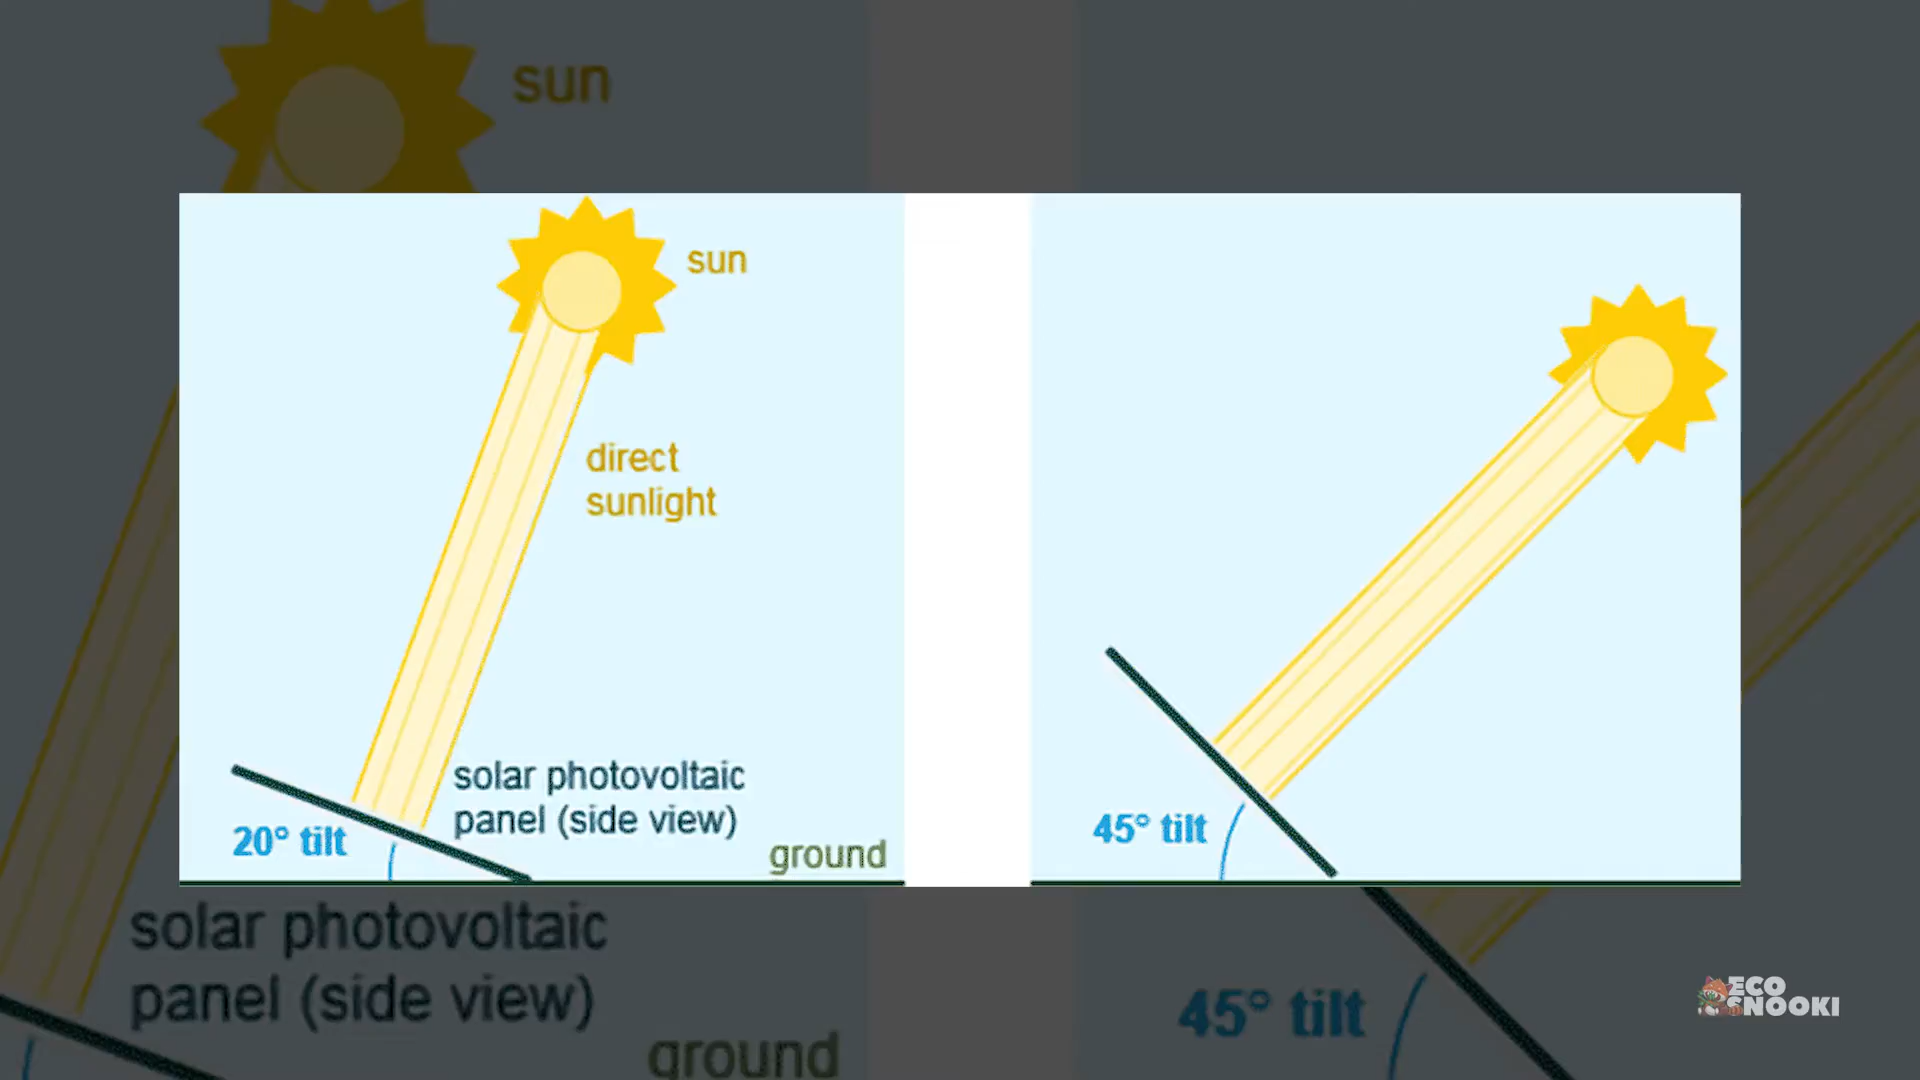 sun
sun
direct
sunlight
solar photovoltaic
panel (side view)
20° tilt
ground
45° tilt
solar photovoltaic
panel (side view)
ground
45° tilt
ECO
SNOOKI